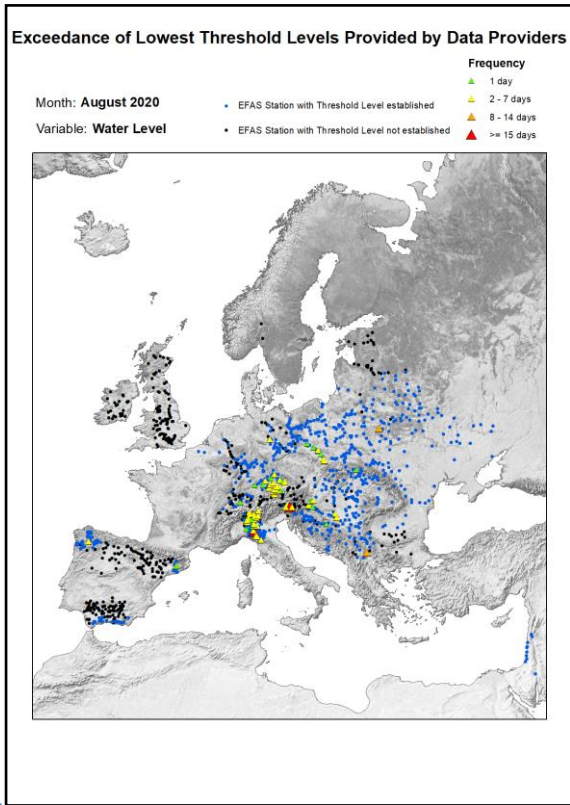 Exceedance of Lowest Threshold Levels Provided by Data Providers
Frequency
1 day
2 - 7 days
8 - 14 days
>= 15 days
Month: August 2020
Variable: Water Level
EFAS Station with Threshold Level established
EFAS Station with Threshold Level not established